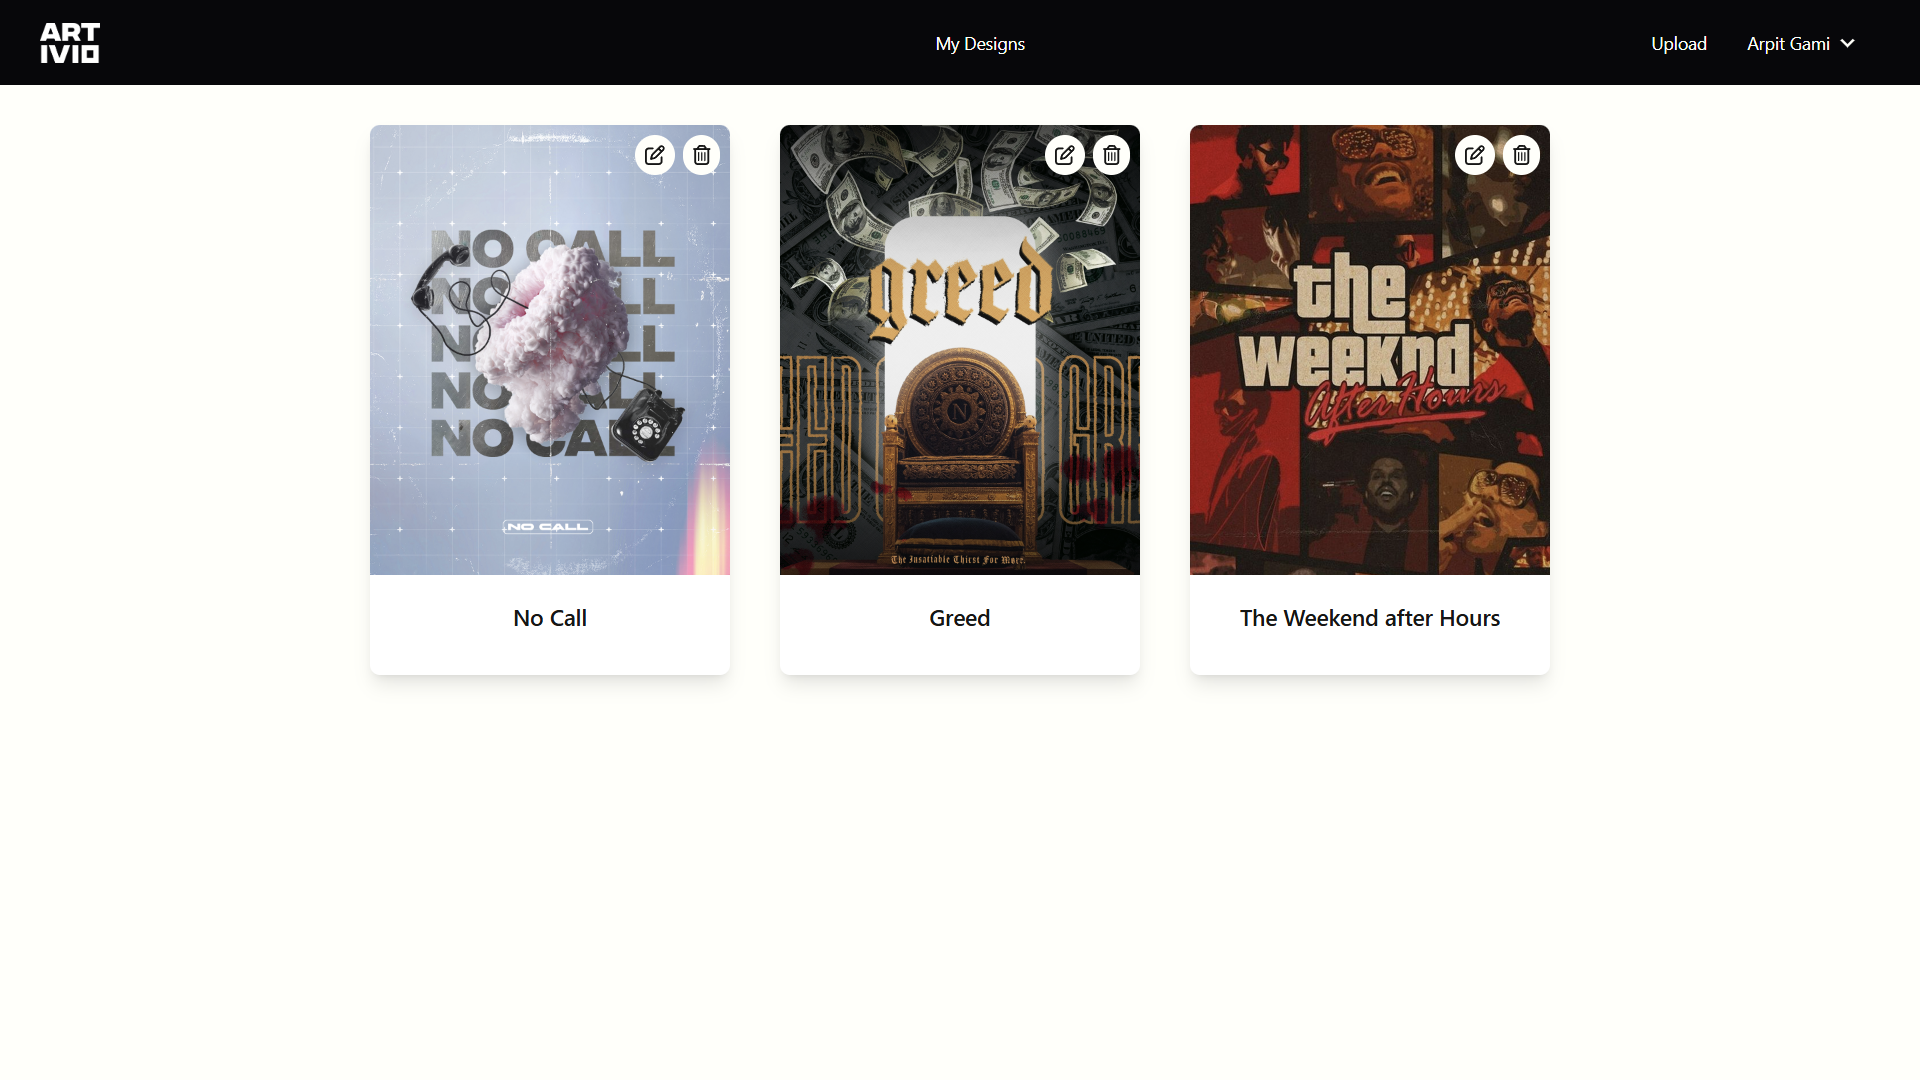 ART
IVIO
My Designs
Upload
Arpit Gami
NO CALL
NO CALL
NO CALL
NO CALL
NO CALL
NO CALL
No Call
greed
GREED
N
The Insatiable Thirst For More.
Greed
the
weeknd
After Hours
The Weekend after Hours